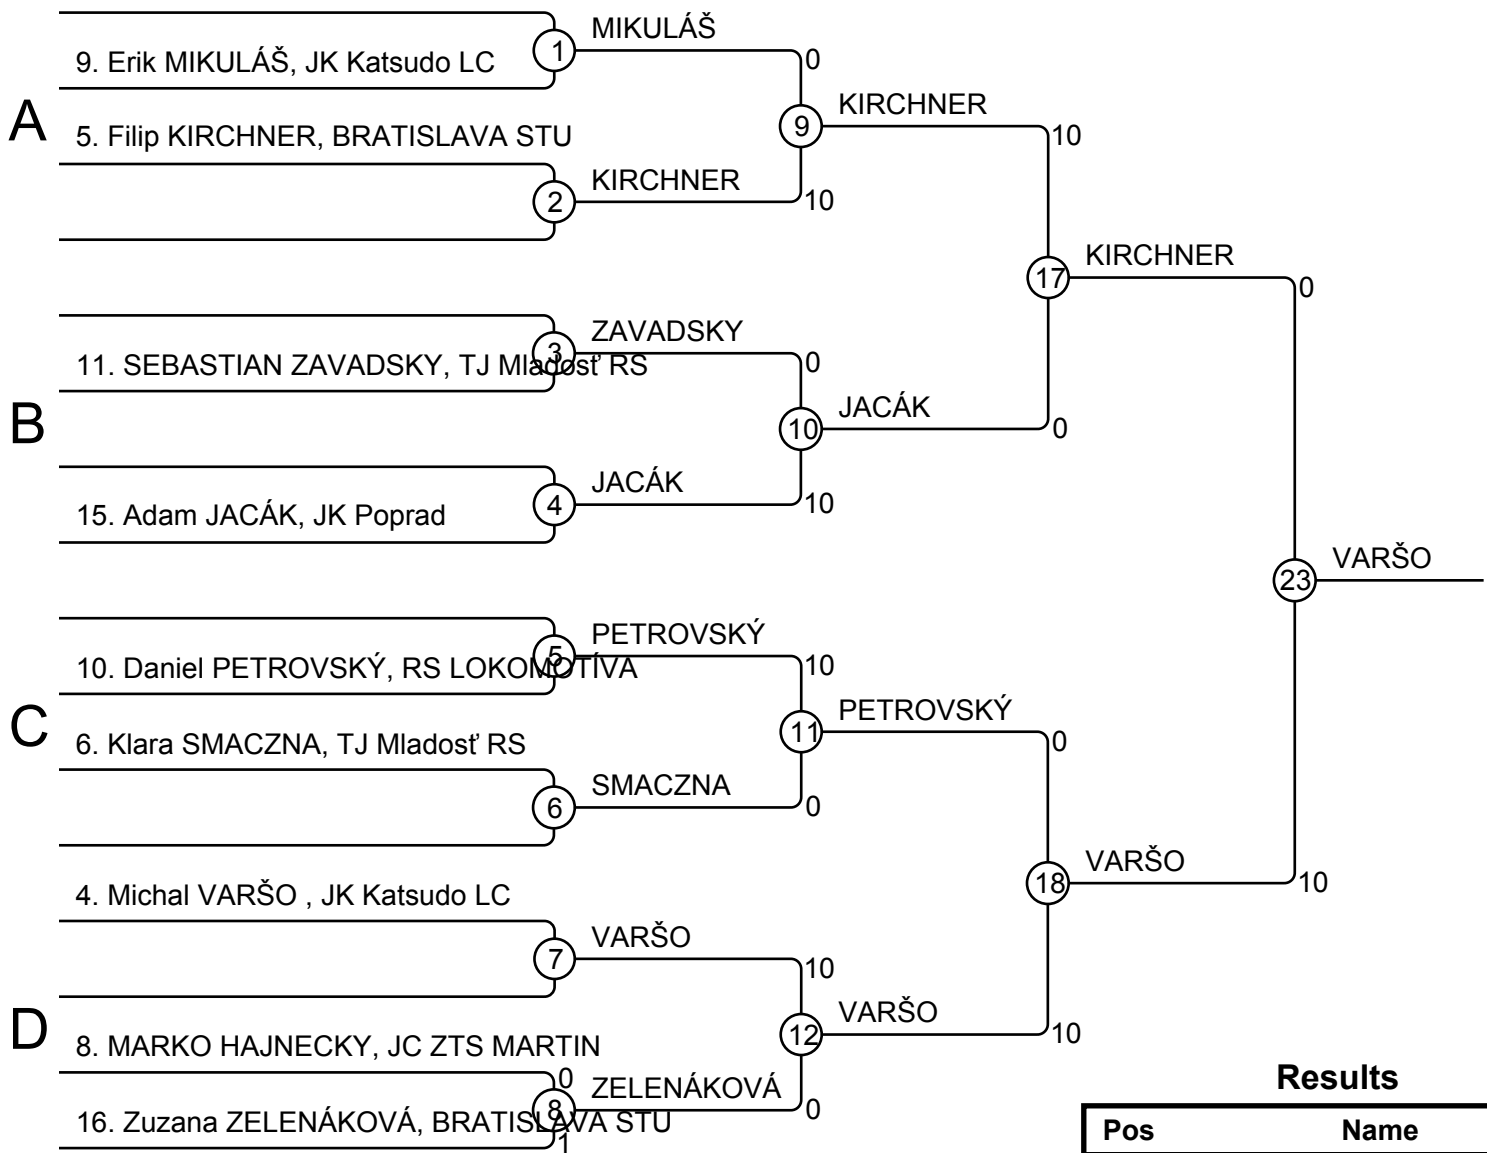 MIKULÁŠ
1
9. Erik MIKULÁŠ, JK Katsudo LC
0
A
KIRCHNER
9
5. Filip KIRCHNER, BRATISLAVA STU
10
KIRCHNER
2
10
KIRCHNER
17
0
ZAVADSKY
3
11. SEBASTIAN ZAVADSKY, TJ Mladosť RS
0
B
JACÁK
10
0
JACÁK
4
10
15. Adam JACÁK, JK Poprad
VARŠO
23
PETROVSKÝ
5
10. Daniel PETROVSKÝ, RS LOKOMOTÍVA
10
C
PETROVSKÝ
11
0
6. Klara SMACZNA, TJ Mladosť RS
SMACZNA
6
0
VARŠO
18
10
4. Michal VARŠO , JK Katsudo LC
VARŠO
7
10
D
VARŠO
12
10
8. MARKO HAJNECKY, JC ZTS MARTIN
0
ZELENÁKOVÁ
8
0
16. Zuzana ZELENÁKOVÁ, BRATISLAVA STU
1
Results
Pos Name